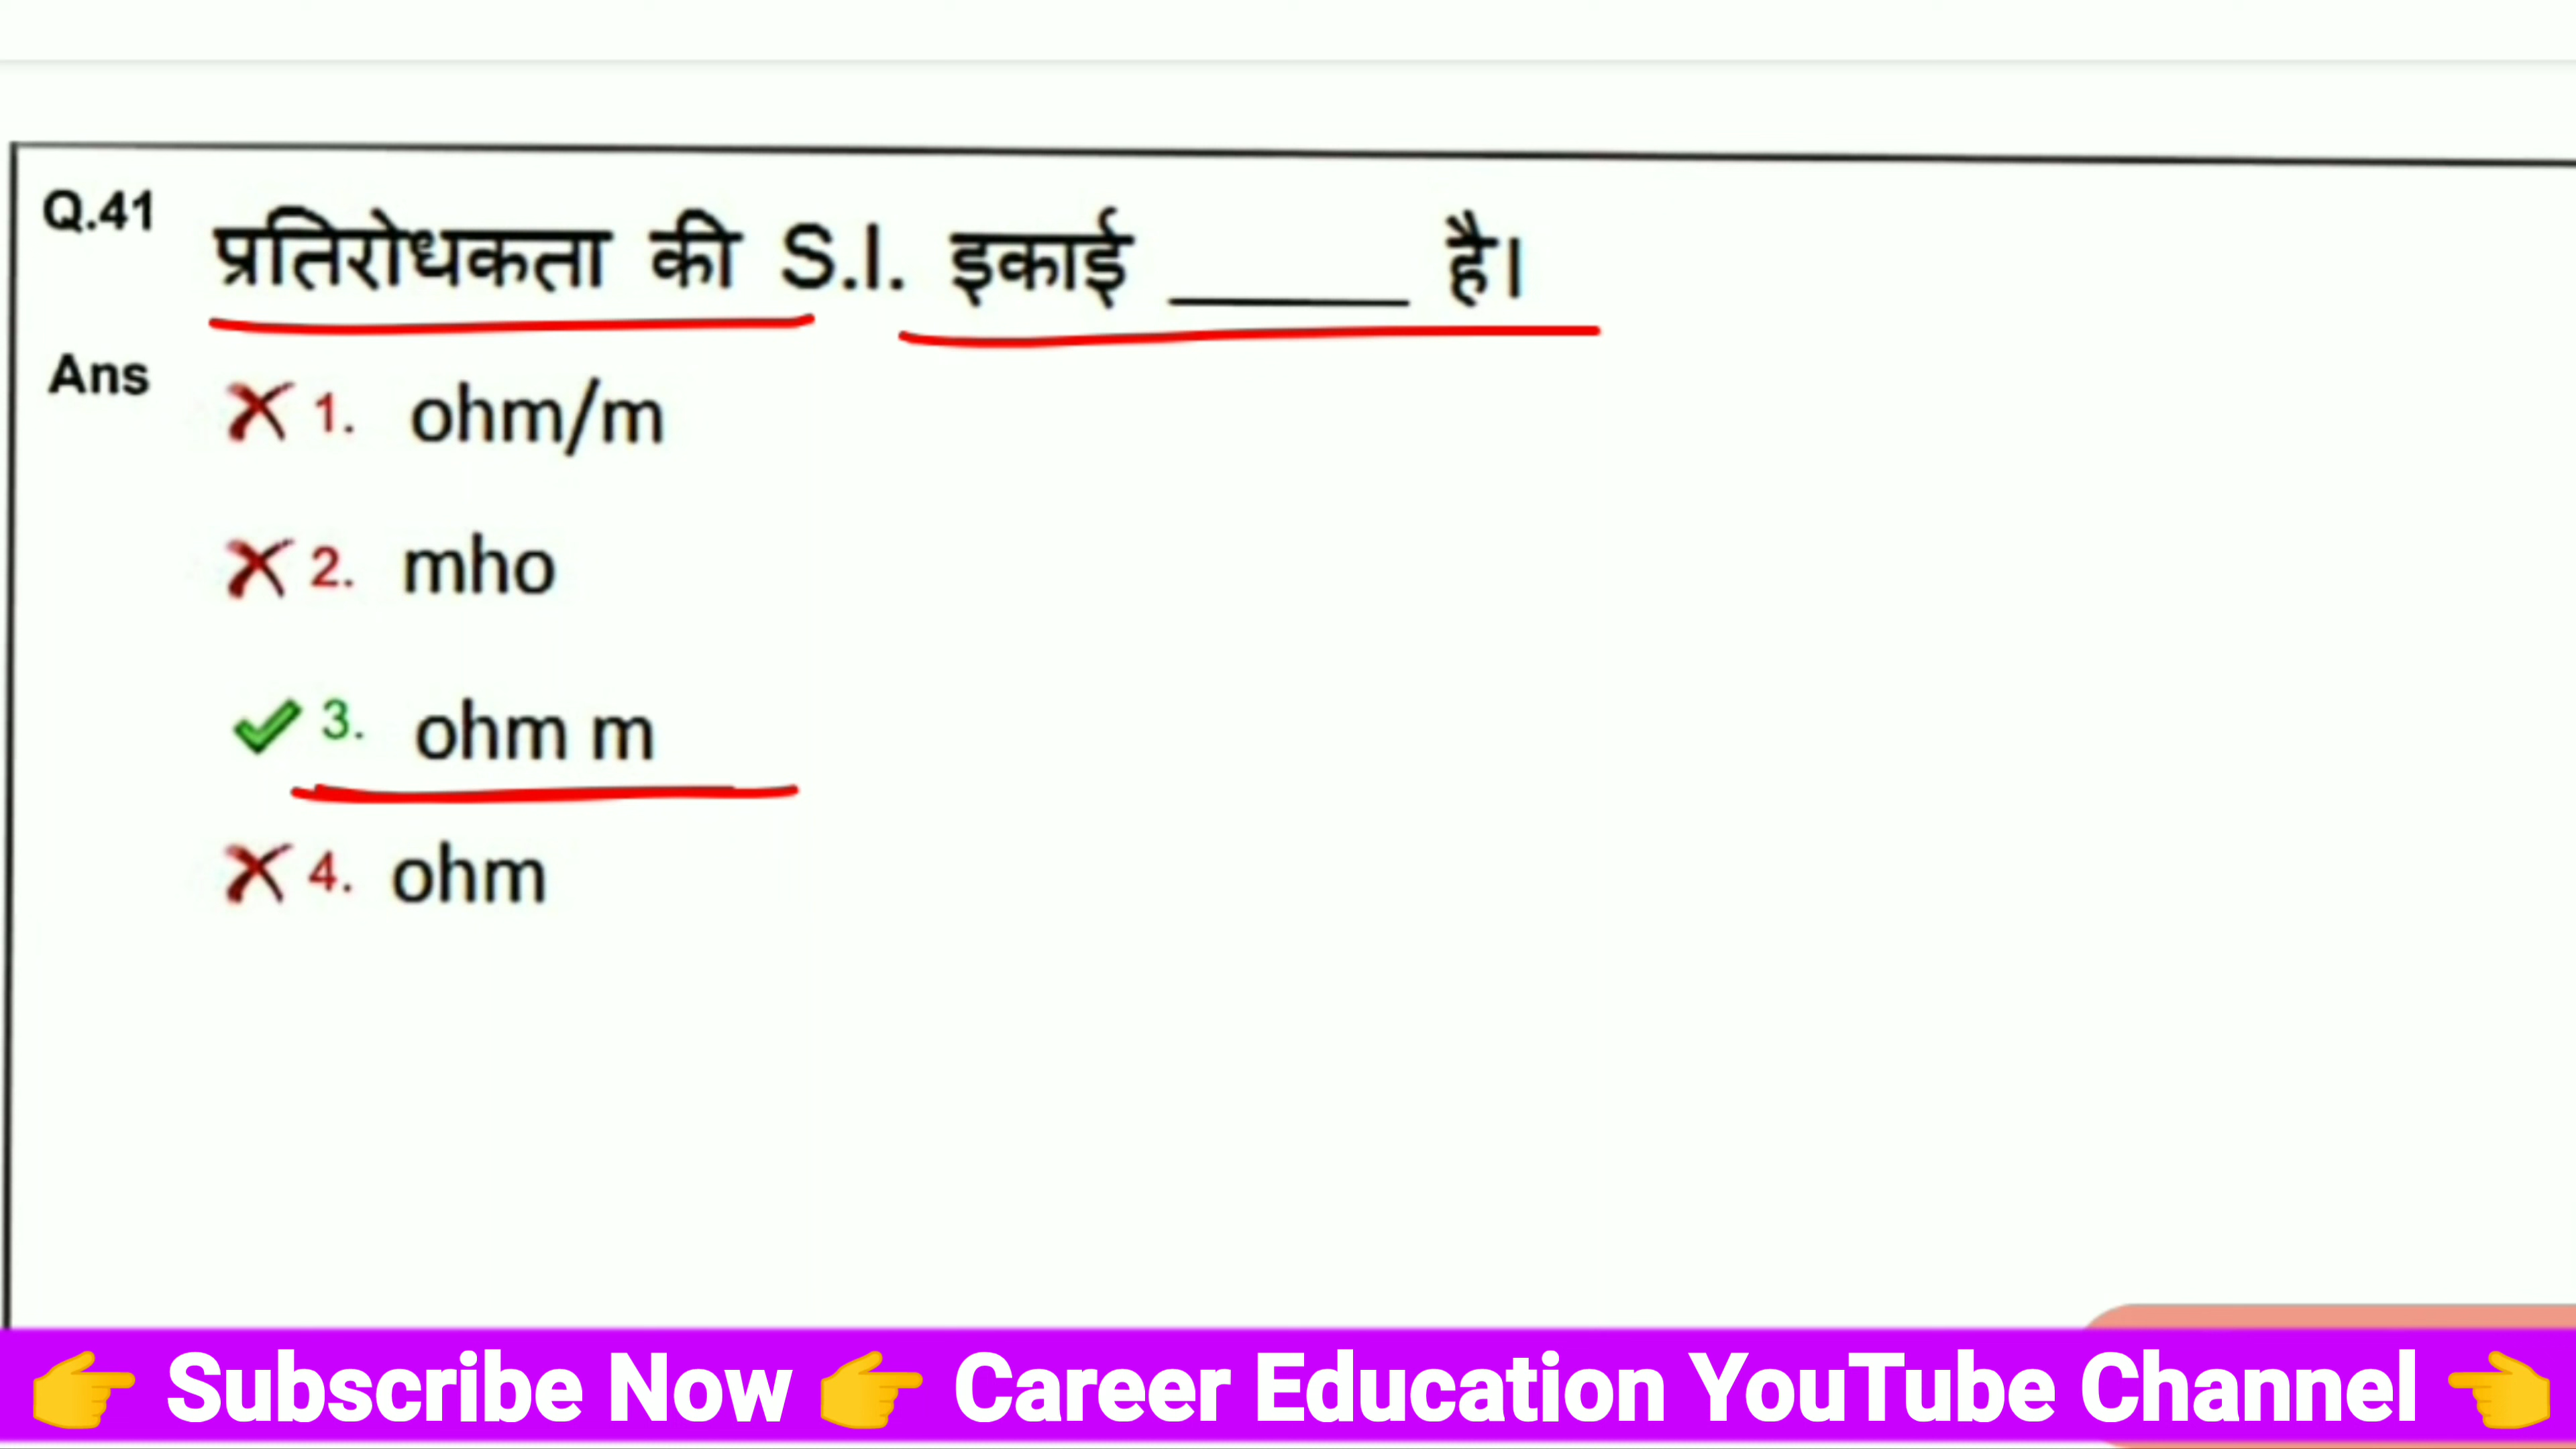 Q.41 प्रतिरोधकता की S.I. इकाई ______ है।
Ans 1. ohm/m
2. mho
3. ohm m
4. ohm
👉 Subscribe Now 👉 Career Education YouTube Channel 👈